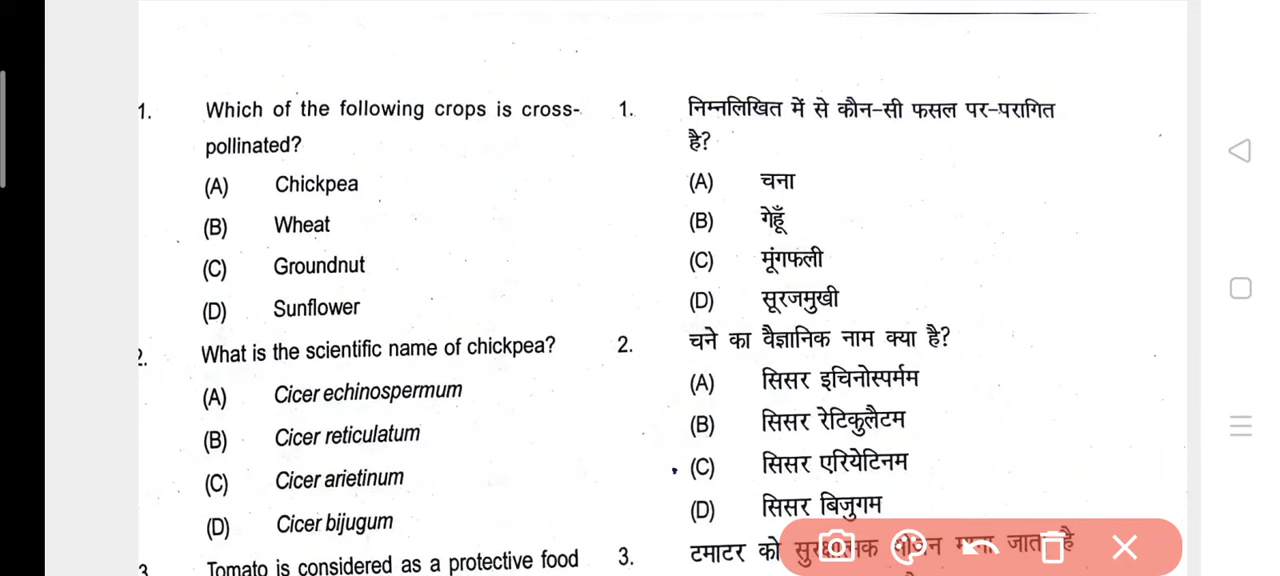 1. Which of the following crops is cross-
pollinated?
(A) Chickpea
(B) Wheat
(C) Groundnut
(D) Sunflower
2. What is the scientific name of chickpea?
(A) Cicer echinospermum
(B) Cicer reticulatum
(C) Cicer arietinum
(D) Cicer bijugum
3 Tomato is considered as a protective food
1. निम्नलिखित में से कौन-सी फसल पर-परागित
है?
(A) चना
(B) गेहूँ
(C) मूंगफली
(D) सूरजमुखी
2. चने का वैज्ञानिक नाम क्या है?
(A) सिसर इचिनोस्पर्मम
(B) सिसर रेटिकुलैटम
(C) सिसर एरियेटिनम
(D) सिसर बिजुगम
3. टमाटर को